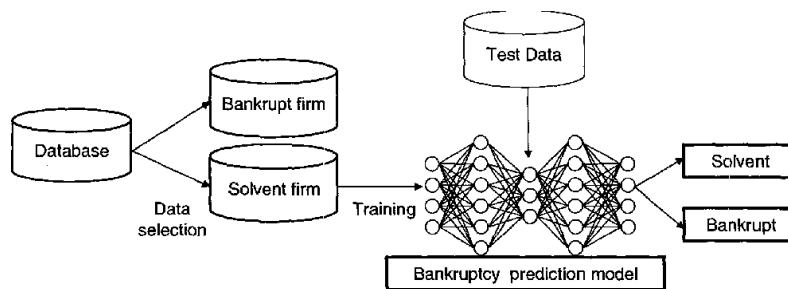 Test Data
Bankrupt firm
Database
Solvent firm
Solvent
Data
selection
Training
Bankrupt
Bankruptcy prediction model